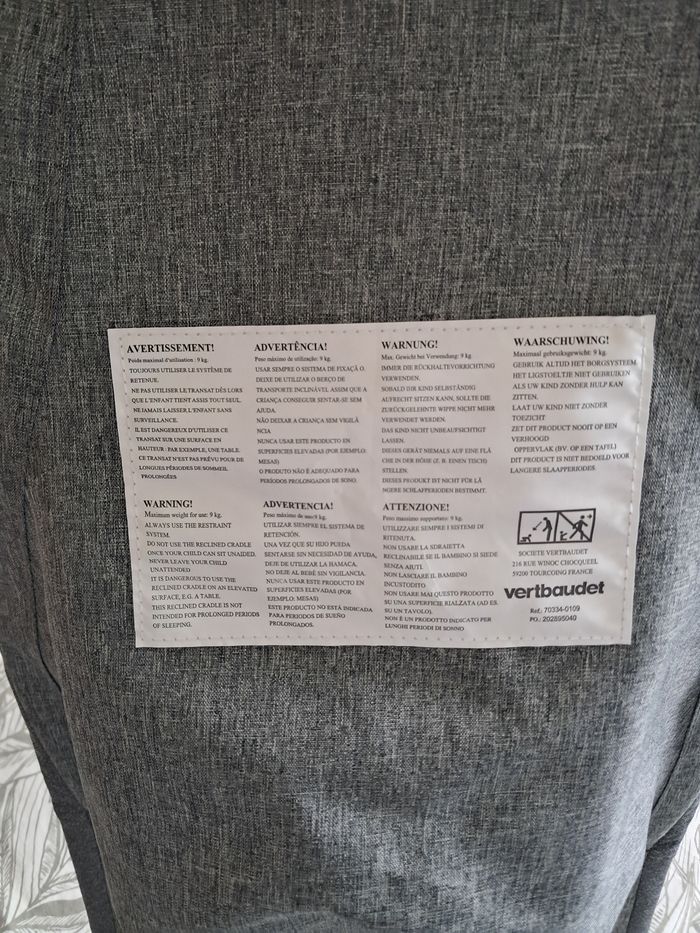 AVERTISSEMENT!
Poids maximal d'utilisation : 9 kg.
TOUJOURS UTILISER LE SYSTÈME DE
RETENUE.
NE PAS UTILISER LE TRANSAT DÈS LORS
QUE L'ENFANT TIENT ASSIS TOUT SEUL.
NE JAMAIS LAISSER L'ENFANT SANS
SURVEILLANCE.
IL EST DANGEREUX D'UTILISER CE
TRANSAT SUR UNE SURFACE EN
HAUTEUR : PAR EXEMPLE, UNE TABLE.
CE TRANSAT N'EST PAS PRÉVU POUR DE
LONGUES PÉRIODES DE SOMMEIL
PROLONGÉES
ADVERTÊNCIA!
Peso máximo de utilização: 9 kg.
USAR SEMPRE O SISTEMA DE FIXAÇÃO O.
DEIXE DE UTILIZAR O BERÇO DE
TRANSPORTE INCLINÁVEL ASSIM QUE A
CRIANÇA CONSEGUIR SENTAR-SE SEM
AJUDA.
NÃO DEIXAR A CRIANÇA SEM VIGILÂ
NCIA
NUNCA USAR ESTE PRODUTO EM
SUPERFÍCIES ELEVADAS (POR EXEMPLO:
MESAS)
O PRODUTO NÃO É ADEQUADO PARA
PERÍODOS PROLONGADOS DE SONO.
WARNUNG!
Max. Gewicht bei Verwendung: 9 kg.
IMMER DIE RÜCKHALTEVORRICHTUNG
VERWENDEN.
SOBALD IHR KIND SELBSTÄNDIG
AUFRECHT SITZEN KANN, SOLLTE DIE
ZURÜCKGELEHNTE WIPPE NICHT MEHR
VERWENDET WERDEN.
DAS KIND NICHT UNBEAUFSICHTIGT
LASSEN.
DIESES GERÄT NIEMALS AUF EINE FLÄ
CHE IN DER HÖHE (Z. B. EINEN TISCH)
STELLEN.
DIESES PRODUKT IST NICHT FÜR LÄ
NGERE SCHLAFPERIODEN BESTIMMT.
WAARSCHUWING!
Maximaal gebruiksgewicht: 9 kg.
GEBRUIK ALTIJD HET BORGSYSTEEM.
HET LIGSTOELTJE NIET GEBRUIKEN
ALS UW KIND ZONDER HULP KAN
ZITTEN.
LAAT UW KIND NIET ZONDER
TOEZICHT
ZET DIT PRODUCT NOOIT OP EEN
VERHOOGD
OPPERVLAK (BV. OP EEN TAFEL)
DIT PRODUCT IS NIET BEDOELD VOOR
LANGERE SLAAPPERIODES.
WARNING!
Maximum weight for use: 9 kg.
ALWAYS USE THE RESTRAINT
SYSTEM.
DO NOT USE THE RECLINED CRADLE
ONCE YOUR CHILD CAN SIT UNAIDED.
NEVER LEAVE YOUR CHILD
UNATTENDED
IT IS DANGEROUS TO USE THE
RECLINED CRADLE ON AN ELEVATED
SURFACE, E.G. A TABLE.
THIS RECLINED CRADLE IS NOT
INTENDED FOR PROLONGED PERIODS
OF SLEEPING.
ADVERTENCIA!
Peso máximo de uso:9 kg.
UTILIZAR SIEMPRE EL SISTEMA DE
RETENCIÓN.
UNA VEZ QUE SU HIJO PUEDA
SENTARSE SIN NECESIDAD DE AYUDA,
DEJE DE UTILIZAR LA HAMACA.
NO DEJE AL BEBÉ SIN VIGILANCIA.
NUNCA USAR ESTE PRODUCTO EN
SUPERFICIES ELEVADAS (POR
EJEMPLO: MESAS)
ESTE PRODUCTO NO ESTÁ INDICADA
PARA PERIODOS DE SUEÑO
PROLONGADOS.
ATTENZIONE!
Peso massimo supportato: 9 kg.
UTILIZZARE SEMPRE I SISTEMI DI
RITENUTA.
NON USARE LA SDRAIETTA
RECLINABILE SE IL BAMBINO SI SIEDE
SENZA AIUTI.
NON LASCIARE IL BAMBINO
INCUSTODITO
NON USARE MAI QUESTO PRODOTTO
SU UNA SUPERFICIE RIALZATA (AD ES.
SU UN TAVOLO).
NON È UN PRODOTTO INDICATO PER
LUNGHI PERIODI DI SONNO
SOCIETE VERTBAUDET
216 RUE WINOC CHOCQUEEL
59200 TOURCOING FRANCE
vertbaudet
Ref.: 70334-0109
PO.: 202895040